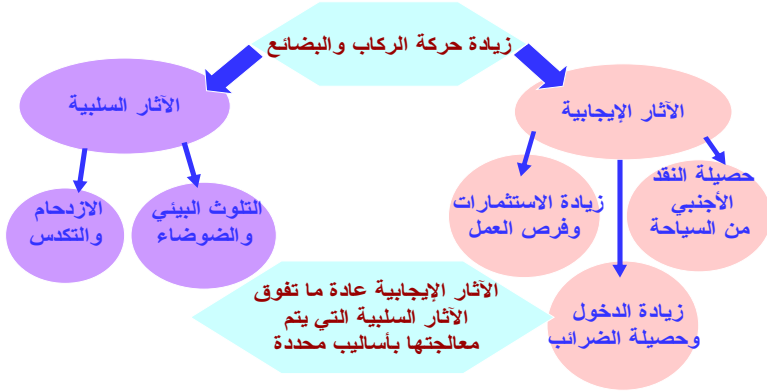 زيادة حركة الركاب والبضائع
الآثار الإيجابية
الآثار السلبية
حصيلة النقد
الأجنبي
من السياحة
زيادة الاستثمارات
وفرص العمل
التلوث البيئي
والضوضاء
الازدحام
والتكدس
زيادة الدخول
وحصيلة الضرائب
الآثار الإيجابية عادة ما تفوق
الآثار السلبية التي يتم
معالجتها بأساليب محددة